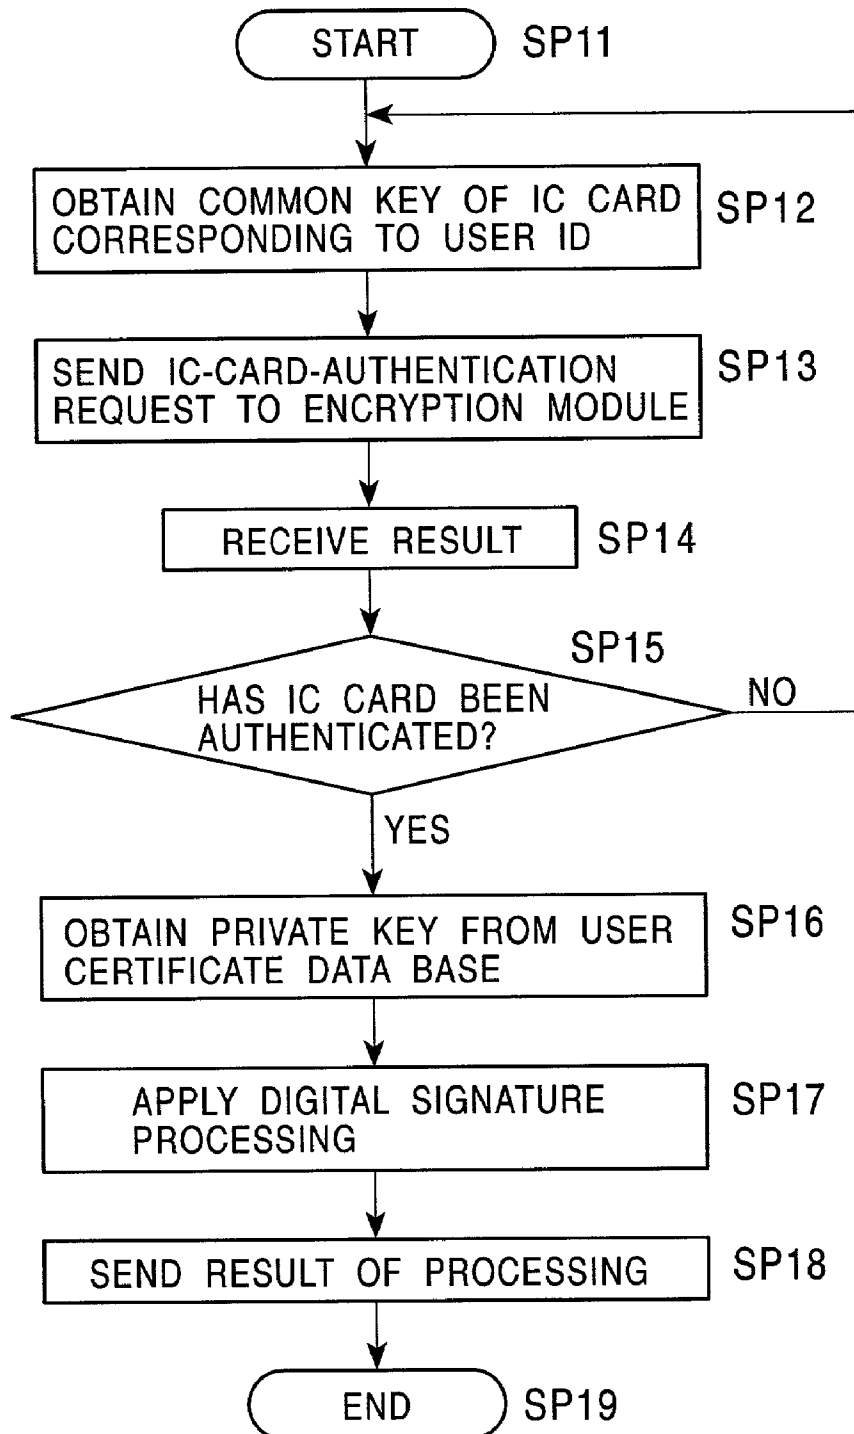 START SP11
OBTAIN COMMON KEY OF IC CARD
CORRESPONDING TO USER ID
SP12
SEND IC-CARD-AUTHENTICATION
REQUEST TO ENCRYPTION MODULE
SP13
RECEIVE RESULT SP14
SP15
HAS IC CARD BEEN
AUTHENTICATED?
NO
YES
OBTAIN PRIVATE KEY FROM USER
CERTIFICATE DATA BASE
SP16
APPLY DIGITAL SIGNATURE
PROCESSING
SP17
SEND RESULT OF PROCESSING SP18
END SP19